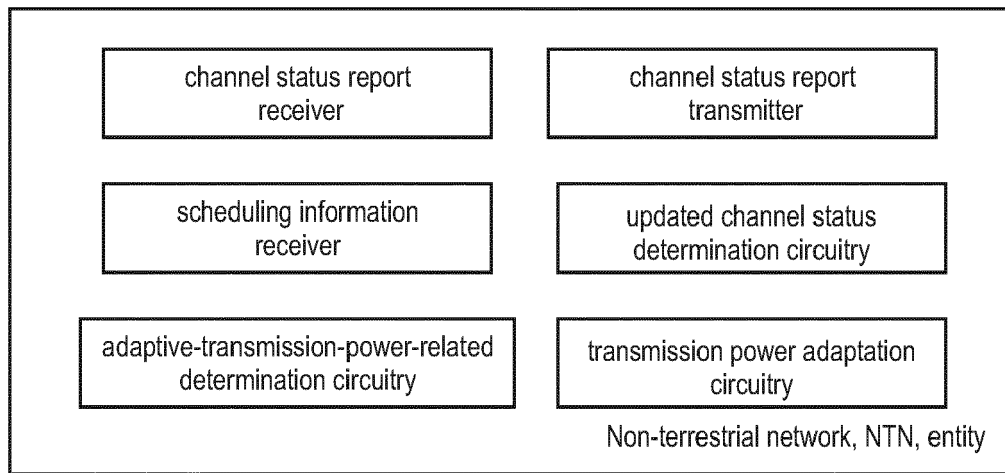 channel status report
receiver
channel status report
transmitter
scheduling information
receiver
updated channel status
determination circuitry
adaptive-transmission-power-related
determination circuitry
transmission power adaptation
circuitry
Non-terrestrial network, NTN, entity